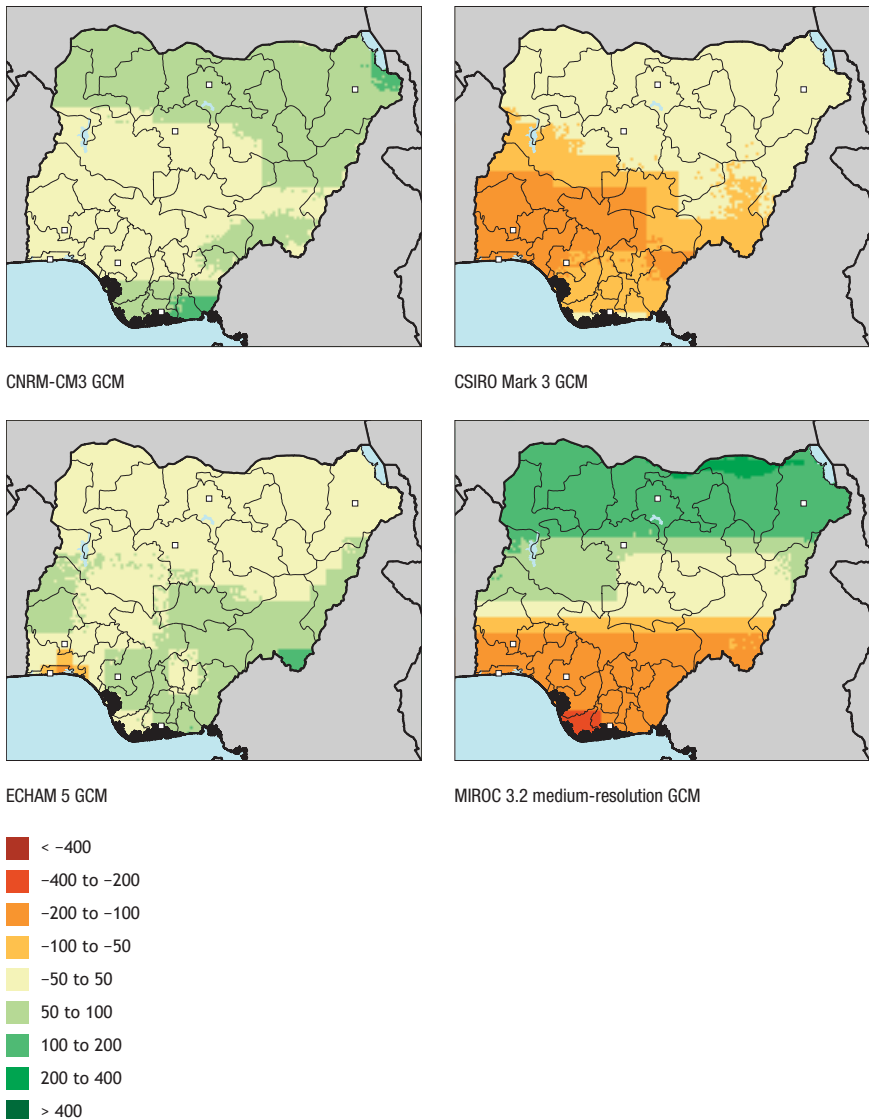 CNRM-CM3 GCM
CSIRO Mark 3 GCM
ECHAM 5 GCM
MIROC 3.2 medium-resolution GCM
< −400
−400 to −200
−200 to −100
−100 to −50
−50 to 50
50 to 100
100 to 200
200 to 400
> 400